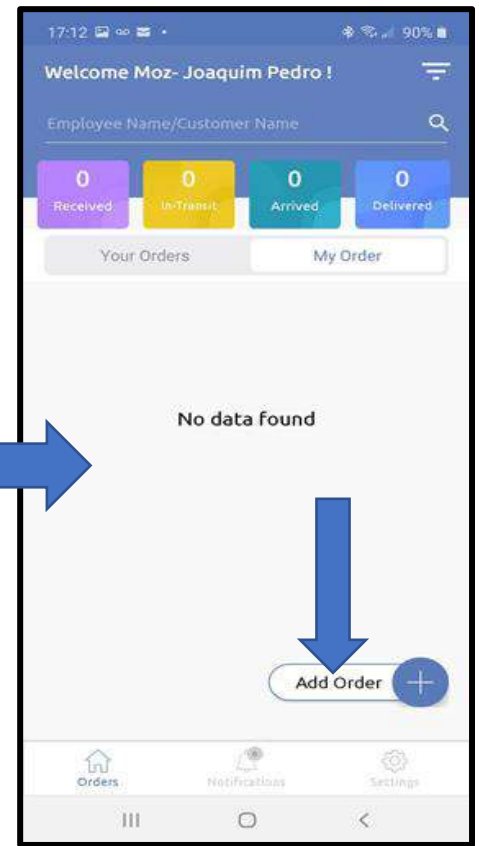 17:12 90%
Welcome Moz- Joaquim Pedro !
Employee Name/Customer Name
0 0 0 0
Received In-Transit Arrived Delivered
Your Orders My Order
No data found
Add Order +
Orders Notifications Settings